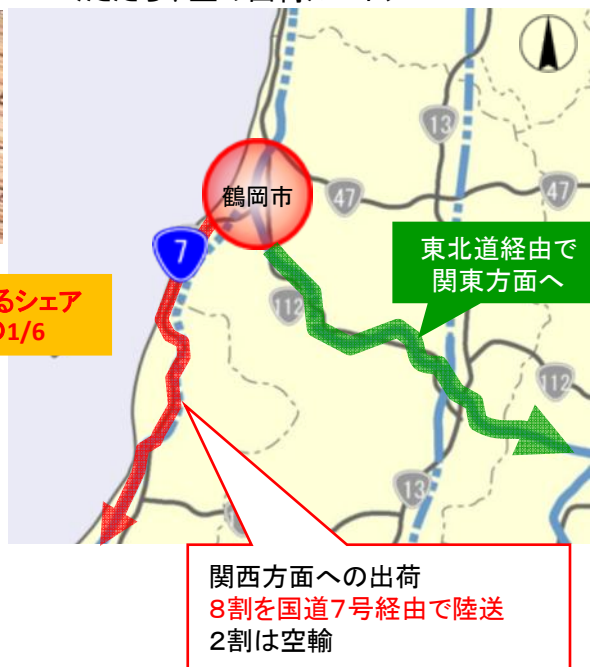 13
47
47
鶴岡市
7
東北道経由で
関東方面へ
るシェア
1/6
112
112
13
関西方面への出荷
8割を国道7号経由で陸送
2割は空輸